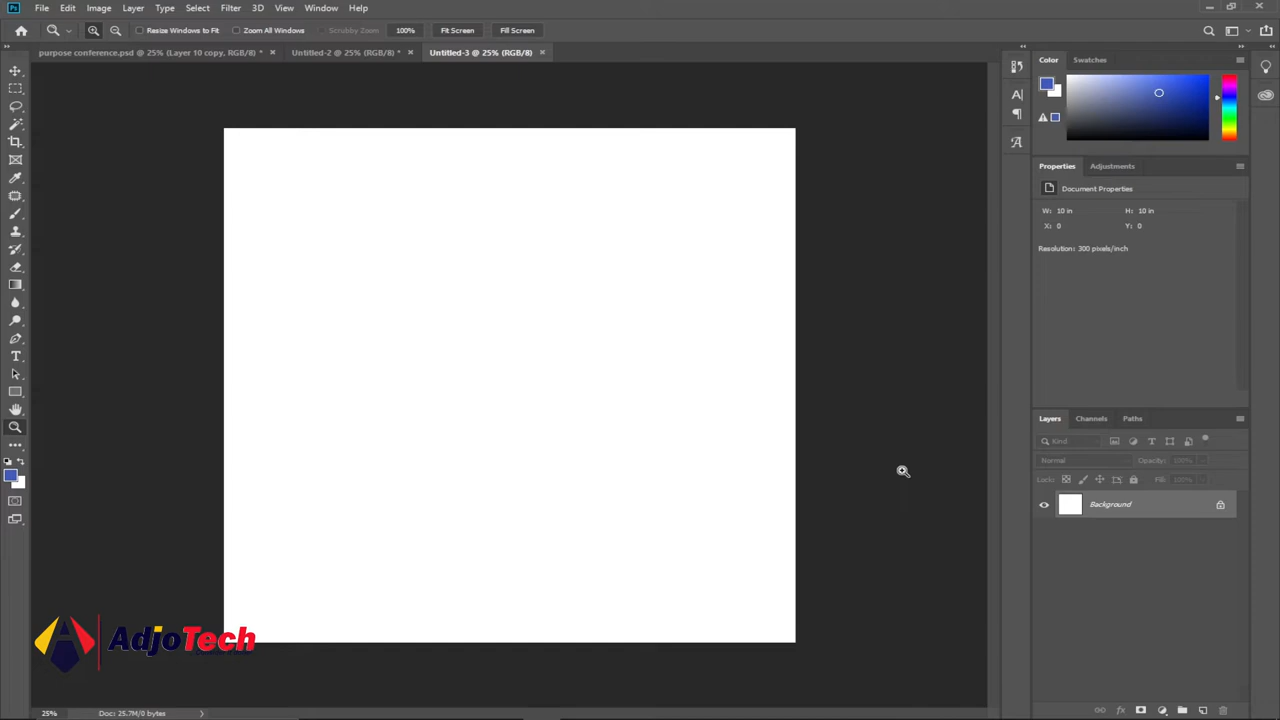 Ps File Edit Image Layer Type Select Filter 3D View Window Help
Resize Windows to Fit Zoom All Windows Scrubby Zoom 100% Fit Screen Fill Screen
purpose conference.psd @ 25% (Layer 10 copy, RGB/8) * Untitled-2 @ 25% (RGB/8) * Untitled-3 @ 25% (RGB/8)
Color Swatches
Properties Adjustments
Document Properties
W: 10 in H: 10 in
X: 0 Y: 0
Resolution: 300 pixels/inch
Layers Channels Paths
Kind
Normal Opacity: 100%
Lock: Fill: 100%
Background
AdjoTech
25% Doc: 25.7M/0 bytes